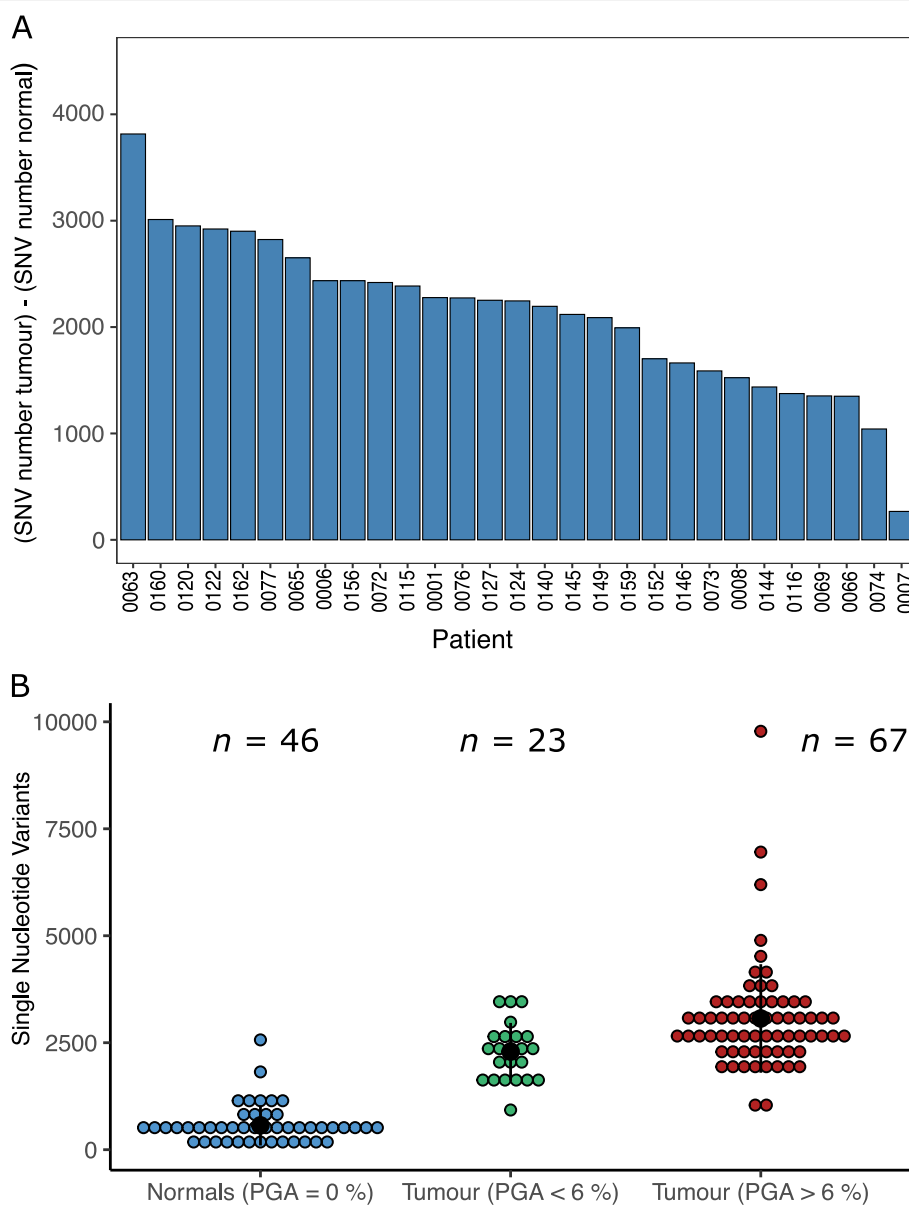 A
(SNV number tumour) - (SNV number normal)
4000
3000
2000
1000
0
0063 0160 0120 0122 0162 0077 0065 0006 0156 0072 0115 0001 0076 0127 0124 0140 0145 0149 0159 0152 0146 0073 0008 0144 0116 0069 0066 0074 0007
Patient
B
Single Nucleotide Variants
10000
7500
5000
2500
0
n = 46 n = 23 n = 67
Normals (PGA = 0 %) Tumour (PGA < 6 %) Tumour (PGA > 6 %)